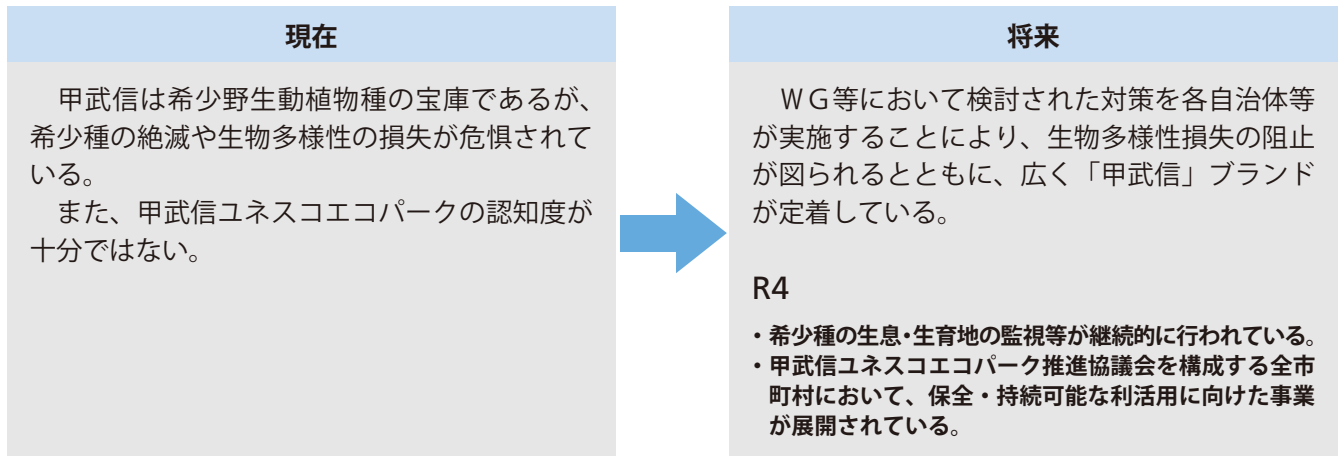 現在
　甲武信は希少野生動植物種の宝庫であるが、
希少種の絶滅や生物多様性の損失が危惧されて
いる。
　また、甲武信ユネスコエコパークの認知度が
十分ではない。
将来
　ＷＧ等において検討された対策を各自治体等
が実施することにより、生物多様性損失の阻止
が図られるとともに、広く「甲武信」ブランド
が定着している。
R4
・希少種の生息･生育地の監視等が継続的に行われている。
・甲武信ユネスコエコパーク推進協議会を構成する全市
町村において、保全・持続可能な利活用に向けた事業
が展開されている。